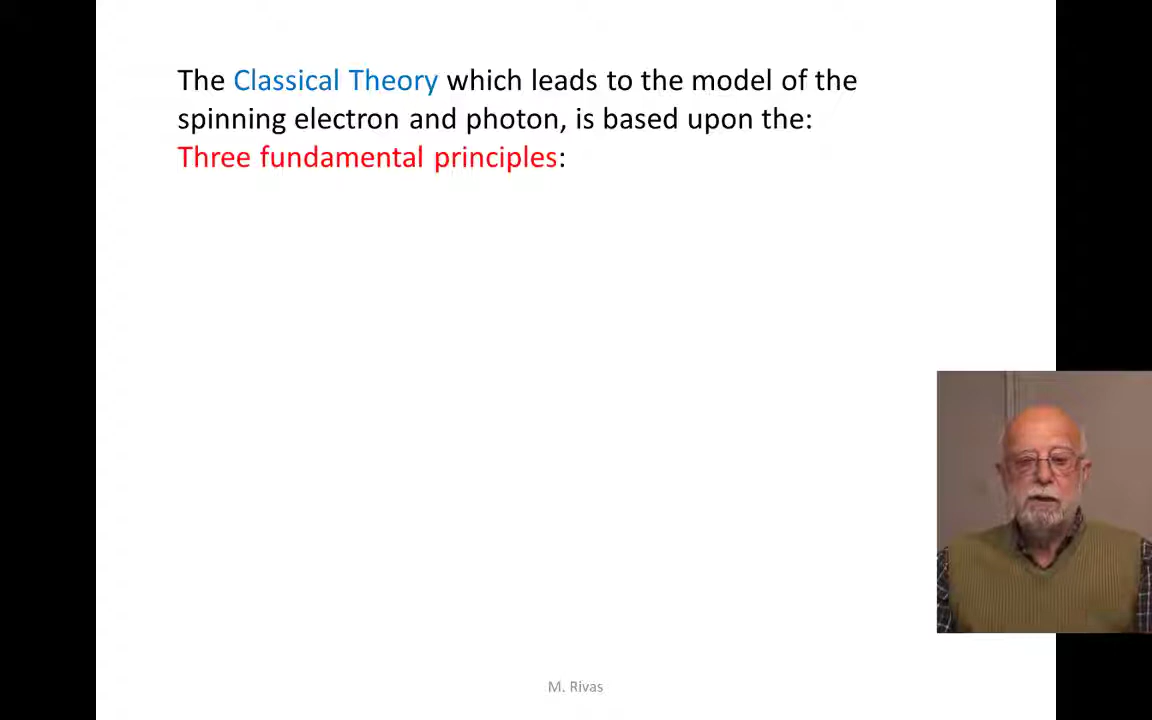 The Classical Theory which leads to the model of the
spinning electron and photon, is based upon the:
Three fundamental principles:
M. Rivas